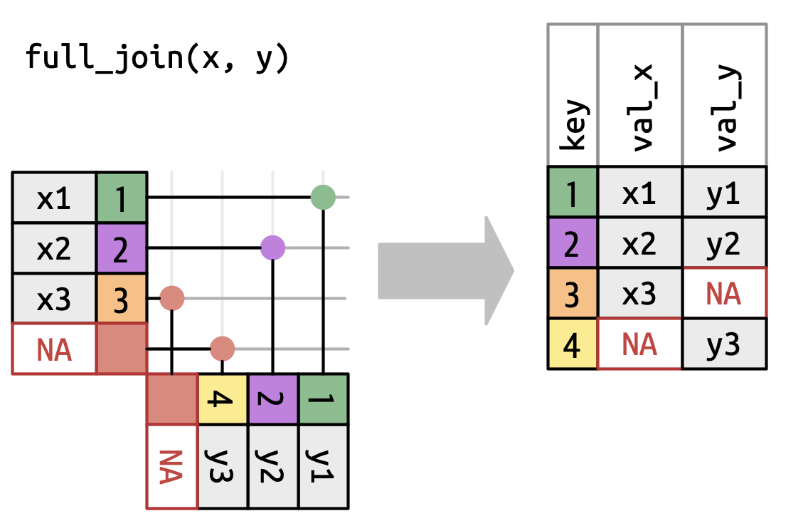 full_join(x, y)
x1 1
x2 2
x3 3
NA
4 2 1
NA y3 y2 y1
key val_x val_y
1 x1 y1
2 x2 y2
3 x3 NA
4 NA y3